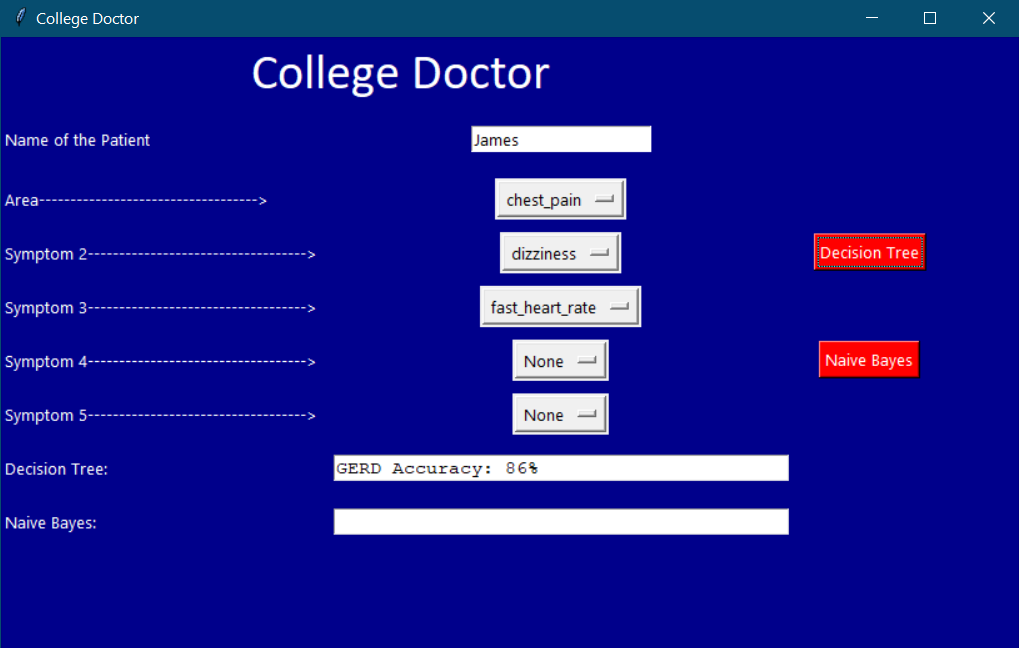 College Doctor
College Doctor
Name of the Patient James
Area-----------------------------------> chest_pain
Symptom 2-----------------------------------> dizziness Decision Tree
Symptom 3-----------------------------------> fast_heart_rate
Symptom 4-----------------------------------> None Naive Bayes
Symptom 5-----------------------------------> None
Decision Tree: GERD Accuracy: 86%
Naive Bayes: